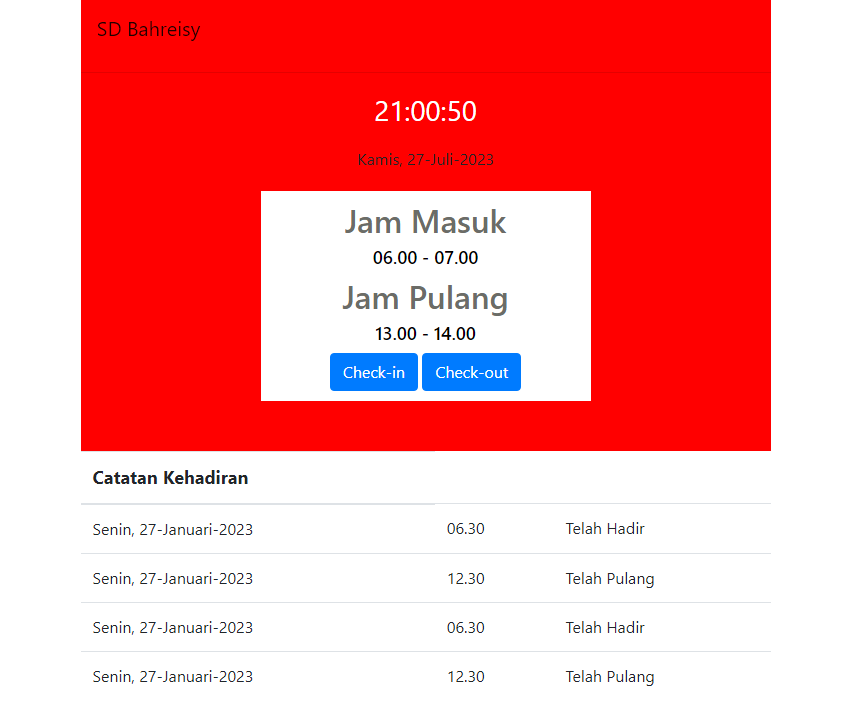 SD Bahreisy
21:00:50
Kamis, 27-Juli-2023
Jam Masuk
06.00 - 07.00
Jam Pulang
13.00 - 14.00
Check-in Check-out
Catatan Kehadiran
Senin, 27-Januari-2023 06.30 Telah Hadir
Senin, 27-Januari-2023 12.30 Telah Pulang
Senin, 27-Januari-2023 06.30 Telah Hadir
Senin, 27-Januari-2023 12.30 Telah Pulang